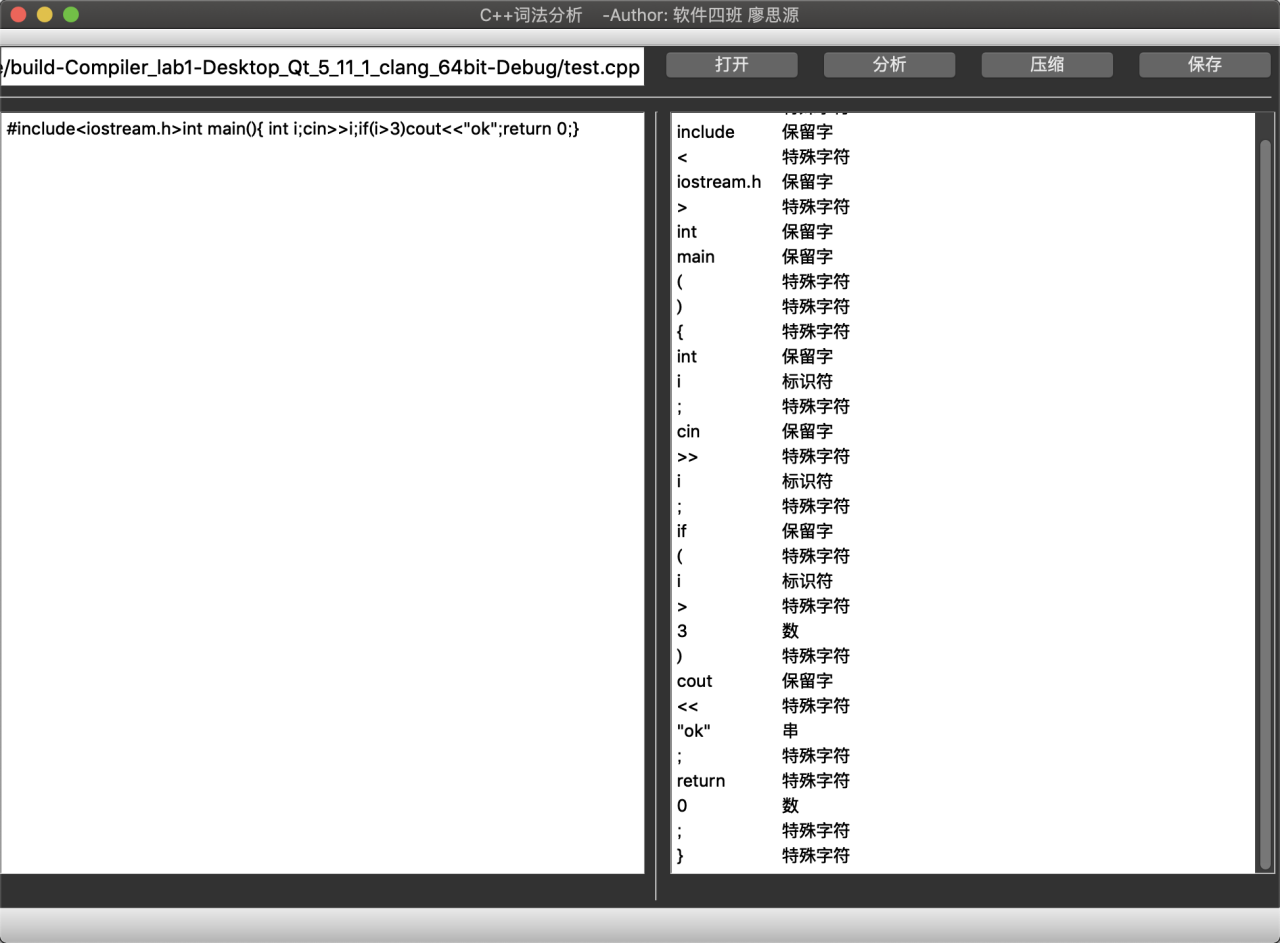 C++词法分析 -Author: 软件四班 廖思源
/build-Compiler_lab1-Desktop_Qt_5_11_1_clang_64bit-Debug/test.cpp
打开 分析 压缩 保存
#include<iostream.h>int main(){ int i;cin>>i;if(i>3)cout<<"ok";return 0;}
include 保留字
< 特殊字符
iostream.h 保留字
> 特殊字符
int 保留字
main 保留字
( 特殊字符
) 特殊字符
{ 特殊字符
int 保留字
i 标识符
; 特殊字符
cin 保留字
>> 特殊字符
i 标识符
; 特殊字符
if 保留字
( 特殊字符
i 标识符
> 特殊字符
3 数
) 特殊字符
cout 保留字
<< 特殊字符
"ok" 串
; 特殊字符
return 特殊字符
0 数
; 特殊字符
} 特殊字符